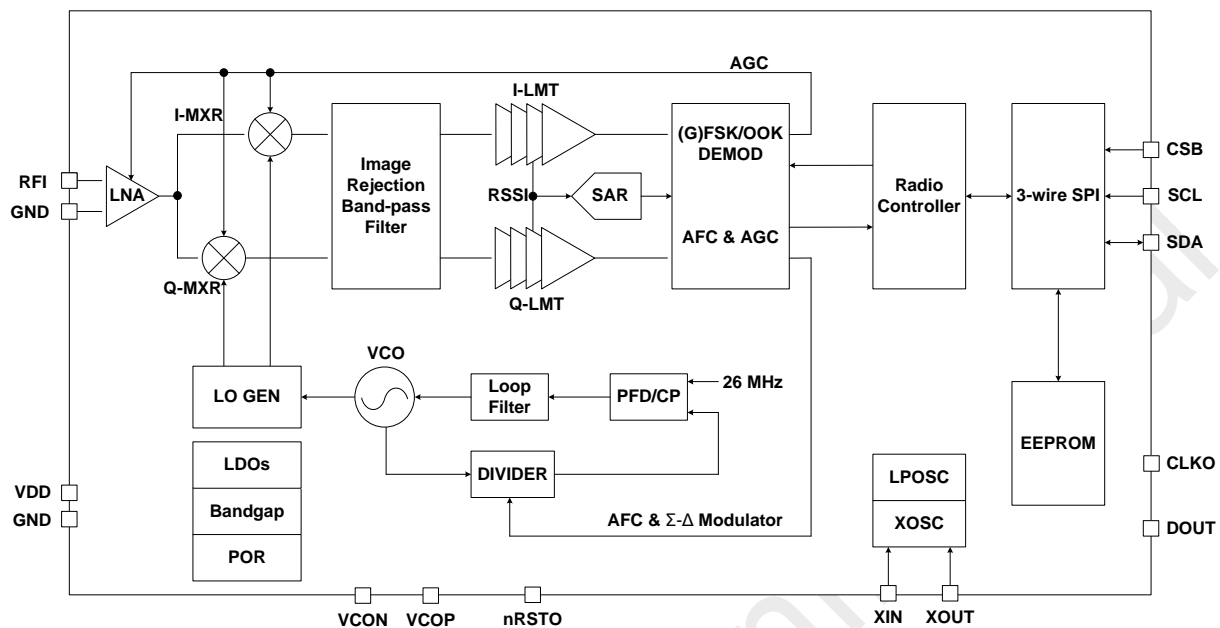 AGC
I-LMT
I-MXR
(G)FSK/OOK
DEMOD
CSB
RFI
LNA
Image
Rejection
Band-pass
Filter
RSSI
SAR
Radio
Controller
3-wire SPI
SCL
GND
AFC & AGC
SDA
Q-MXR
Q-LMT
VCO
26 MHz
LO GEN
Loop
Filter
PFD/CP
EEPROM
LDOs
DIVIDER
LPOSC
CLKO
VDD
Bandgap
GND
AFC & Σ-Δ Modulator
XOSC
DOUT
POR
VCON
VCOP
nRSTO
XIN
XOUT